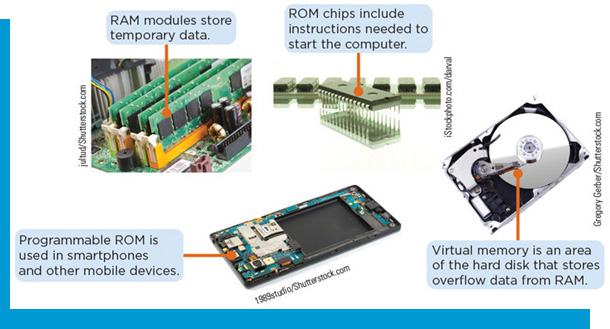 RAM modules store
temporary data.
ROM chips include
instructions needed to
start the computer.
jultud/Shutterstock.com
iStockphoto.com/darval
Gregory Gerber/Shutterstock.com
Programmable ROM is
used in smartphones
and other mobile devices.
1989studio/Shutterstock.com
Virtual memory is an area
of the hard disk that stores
overflow data from RAM.